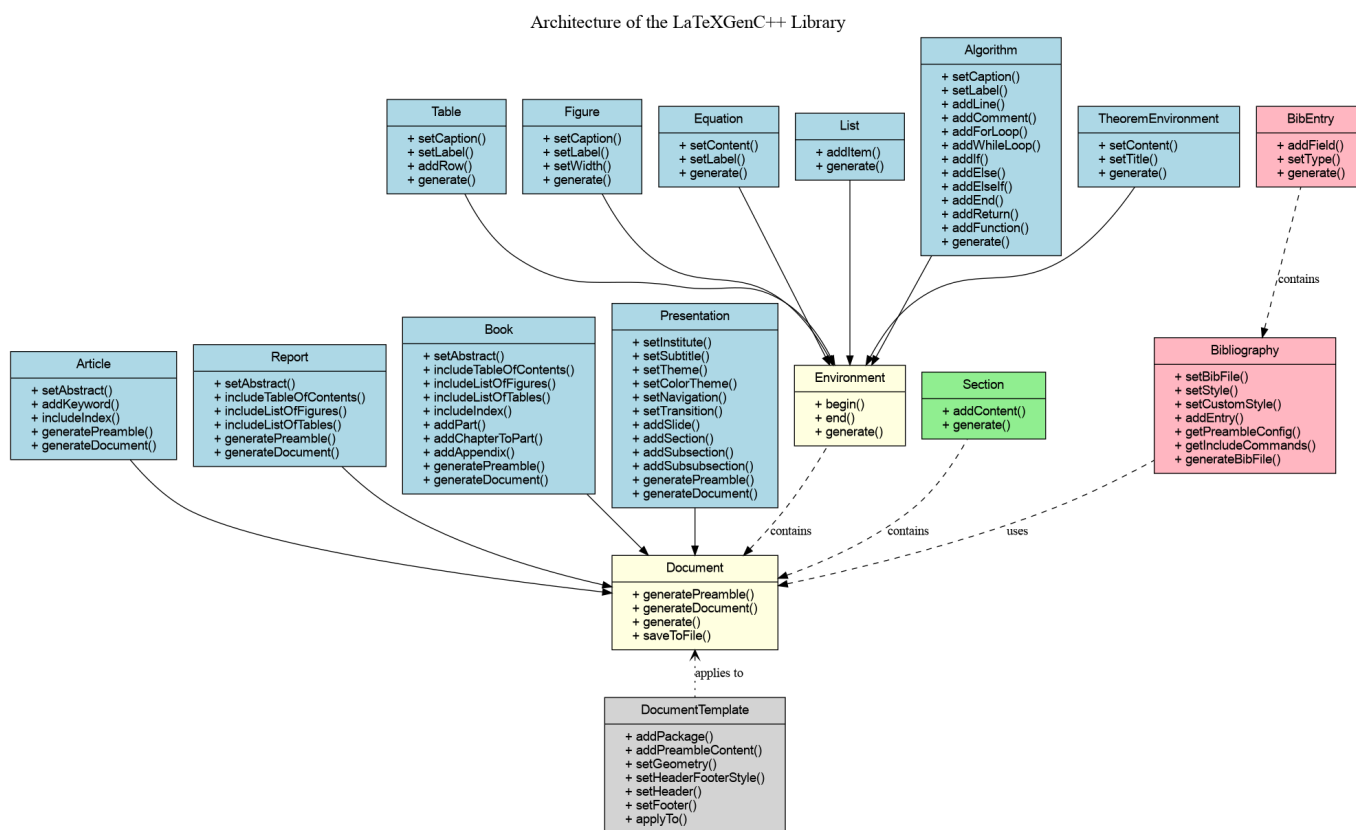 Architecture of the LaTeXGenC++ Library
Algorithm
+ setCaption()
+ setLabel()
+ addLine()
+ addComment()
+ addForLoop()
+ addWhileLoop()
+ addIf()
+ addElse()
+ addElseIf()
+ addEnd()
+ addReturn()
+ addFunction()
+ generate()
Table
+ setCaption()
+ setLabel()
+ addRow()
+ generate()
Figure
+ setCaption()
+ setLabel()
+ setWidth()
+ generate()
Equation
+ setContent()
+ setLabel()
+ generate()
List
+ addItem()
+ generate()
TheoremEnvironment
+ setContent()
+ setTitle()
+ generate()
BibEntry
+ addField()
+ setType()
+ generate()
contains
Article
+ setAbstract()
+ addKeyword()
+ includeIndex()
+ generatePreamble()
+ generateDocument()
Report
+ setAbstract()
+ includeTableOfContents()
+ includeListOfFigures()
+ includeListOfTables()
+ generatePreamble()
+ generateDocument()
Book
+ setAbstract()
+ includeTableOfContents()
+ includeListOfFigures()
+ includeListOfTables()
+ includeIndex()
+ addPart()
+ addChapterToPart()
+ addAppendix()
+ generatePreamble()
+ generateDocument()
Presentation
+ setInstitute()
+ setSubtitle()
+ setTheme()
+ setColorTheme()
+ setNavigation()
+ setTransition()
+ addSlide()
+ addSection()
+ addSubsection()
+ addSubsubsection()
+ generatePreamble()
+ generateDocument()
Environment
+ begin()
+ end()
+ generate()
Section
+ addContent()
+ generate()
Bibliography
+ setBibFile()
+ setStyle()
+ setCustomStyle()
+ addEntry()
+ getPreambleConfig()
+ getIncludeCommands()
+ generateBibFile()
contains
contains
uses
Document
+ generatePreamble()
+ generateDocument()
+ generate()
+ saveToFile()
applies to
DocumentTemplate
+ addPackage()
+ addPreambleContent()
+ setGeometry()
+ setHeaderFooterStyle()
+ setHeader()
+ setFooter()
+ applyTo()